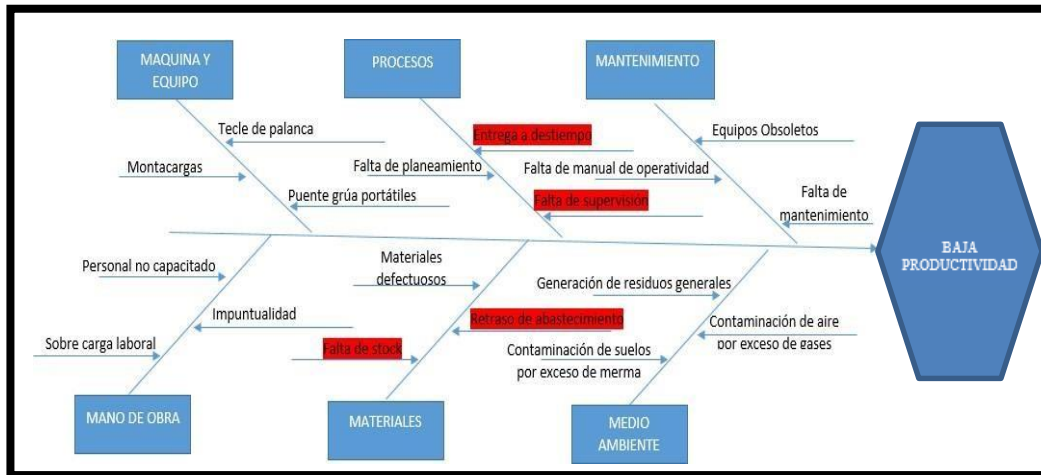 MAQUINA Y
EQUIPO
PROCESOS
MANTENIMIENTO
Tecle de palanca
Montacargas
Puente grúa portátiles
Entrega a destiempo
Falta de planeamiento
Falta de supervisión
Equipos Obsoletos
Falta de manual de operatividad
Falta de
mantenimiento
BAJA
PRODUCTIVIDAD
Personal no capacitado
Impuntualidad
Sobre carga laboral
Materiales
defectuosos
Retraso de abastecimiento
Falta de stock
Generación de residuos generales
Contaminación de aire
por exceso de gases
Contaminación de suelos
por exceso de merma
MANO DE OBRA
MATERIALES
MEDIO
AMBIENTE